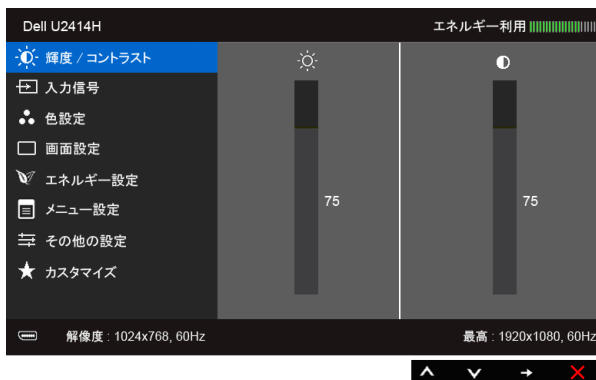 Dell U2414H
エネルギー利用
輝度 / コントラスト
入力信号
色設定
画面設定
エネルギー設定
メニュー設定
その他の設定
カスタマイズ
75
75
解像度 : 1024x768, 60Hz
最高 : 1920x1080, 60Hz